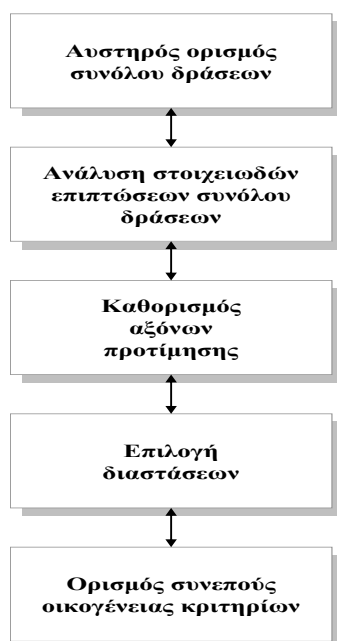 Αυστηρός ορισμός
συνόλου δράσεων
Ανάλυση στοιχειωδών
επιπτώσεων συνόλου
δράσεων
Καθορισμός
αξόνων
προτίμησης
Επιλογή
διαστάσεων
Ορισμός συνεπούς
οικογένειας κριτηρίων